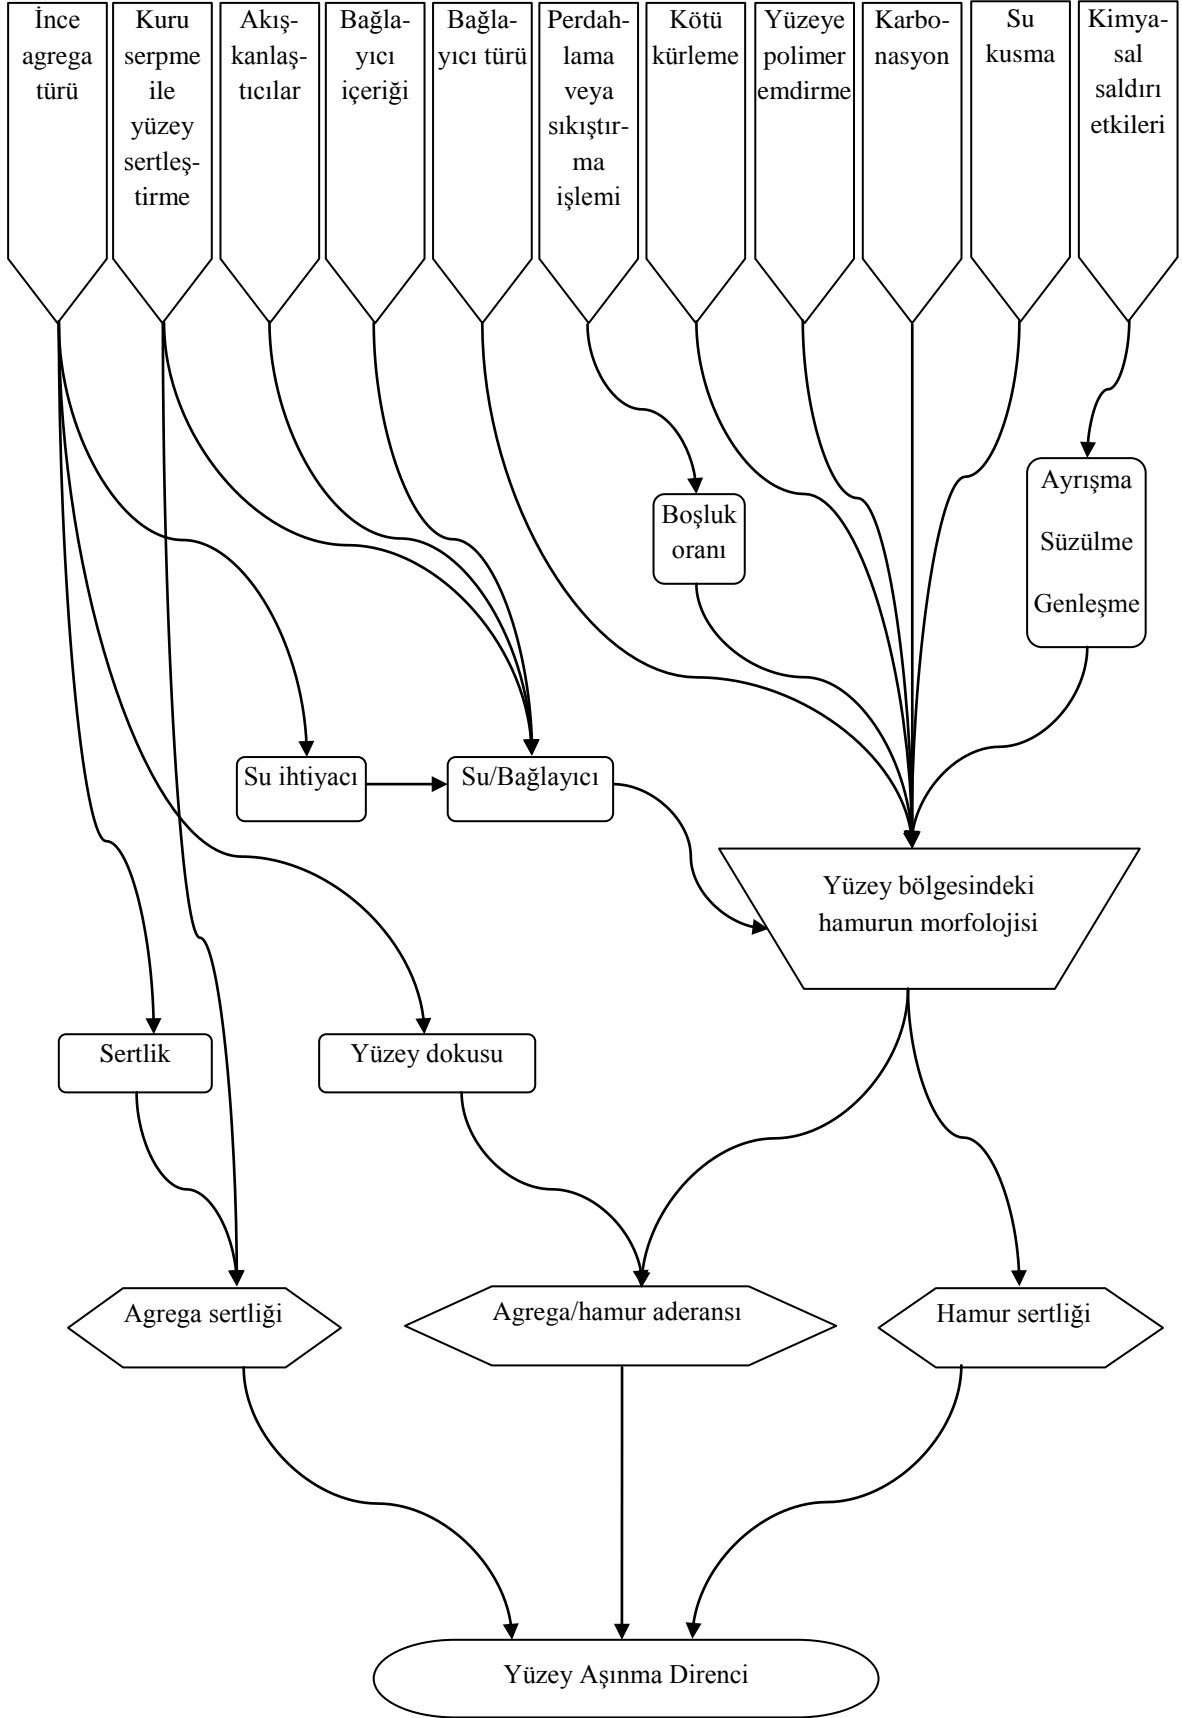 İnce
agrega
türü
Kuru
serpme
ile
yüzey
sertleş-
tirme
Akış-
kanlaş-
tıcılar
Bağla-
yıcı
içeriği
Bağla-
yıcı türü
Perdah-
lama
veya
sıkıştır-
ma
işlemi
Kötü
kürleme
Yüzeye
polimer
emdirme
Karbo-
nasyon
Su
kusma
Kimya-
sal
saldırı
etkileri
Boşluk
oranı
Ayrışma
Süzülme
Genleşme
Su ihtiyacı
Su/Bağlayıcı
Yüzey bölgesindeki
hamurun morfolojisi
Sertlik
Yüzey dokusu
Agrega sertliği
Agrega/hamur aderansı
Hamur sertliği
Yüzey Aşınma Direnci